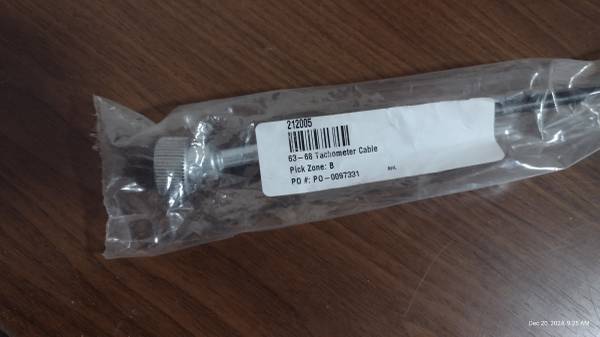 212005
63-68 Tachometer Cable
Pick Zone: B
PO #: PO-0097331
Dec 20, 2024, 9:25 AM